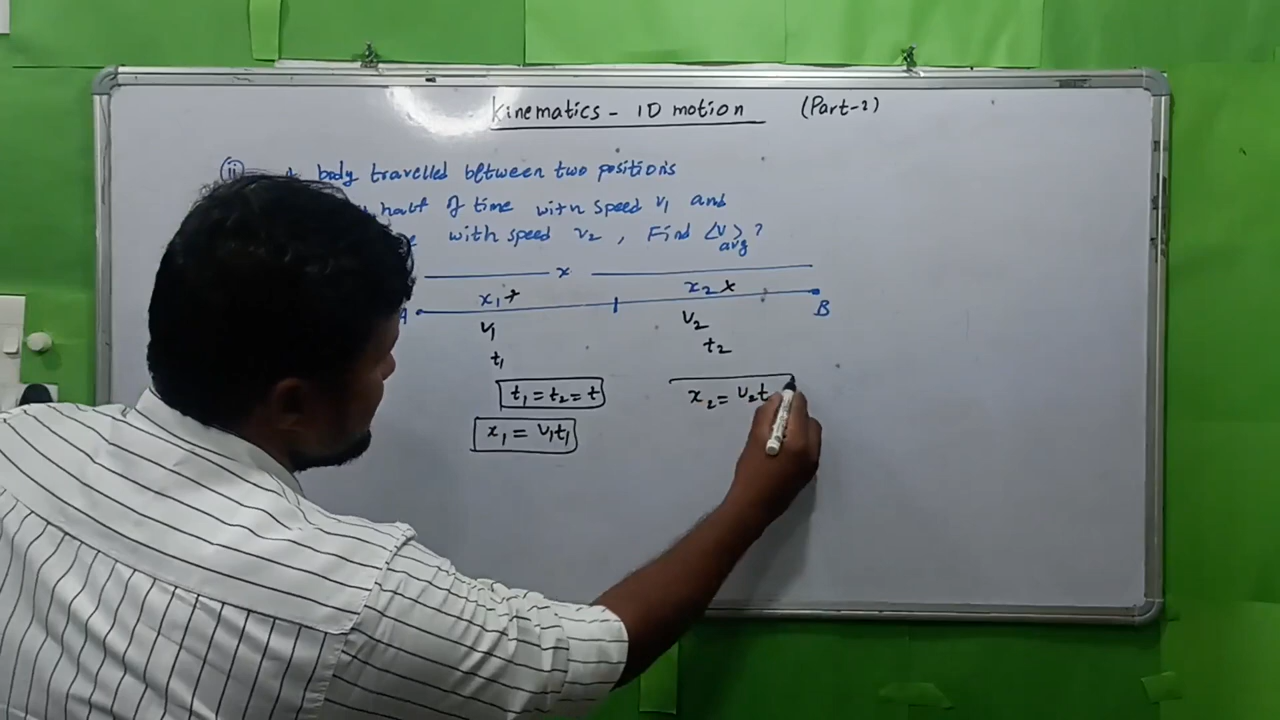 Kinematics - 1D motion (Part-2)
(ii) body travelled between two positions
half of time with speed v₁ and
with speed v₂, Find <v>avg?
x
x₁ x₂
A B
v₁ v₂
t₁ t₂
t₁ = t₂ = t x₂ = v₂t
x₁ = v₁t₁